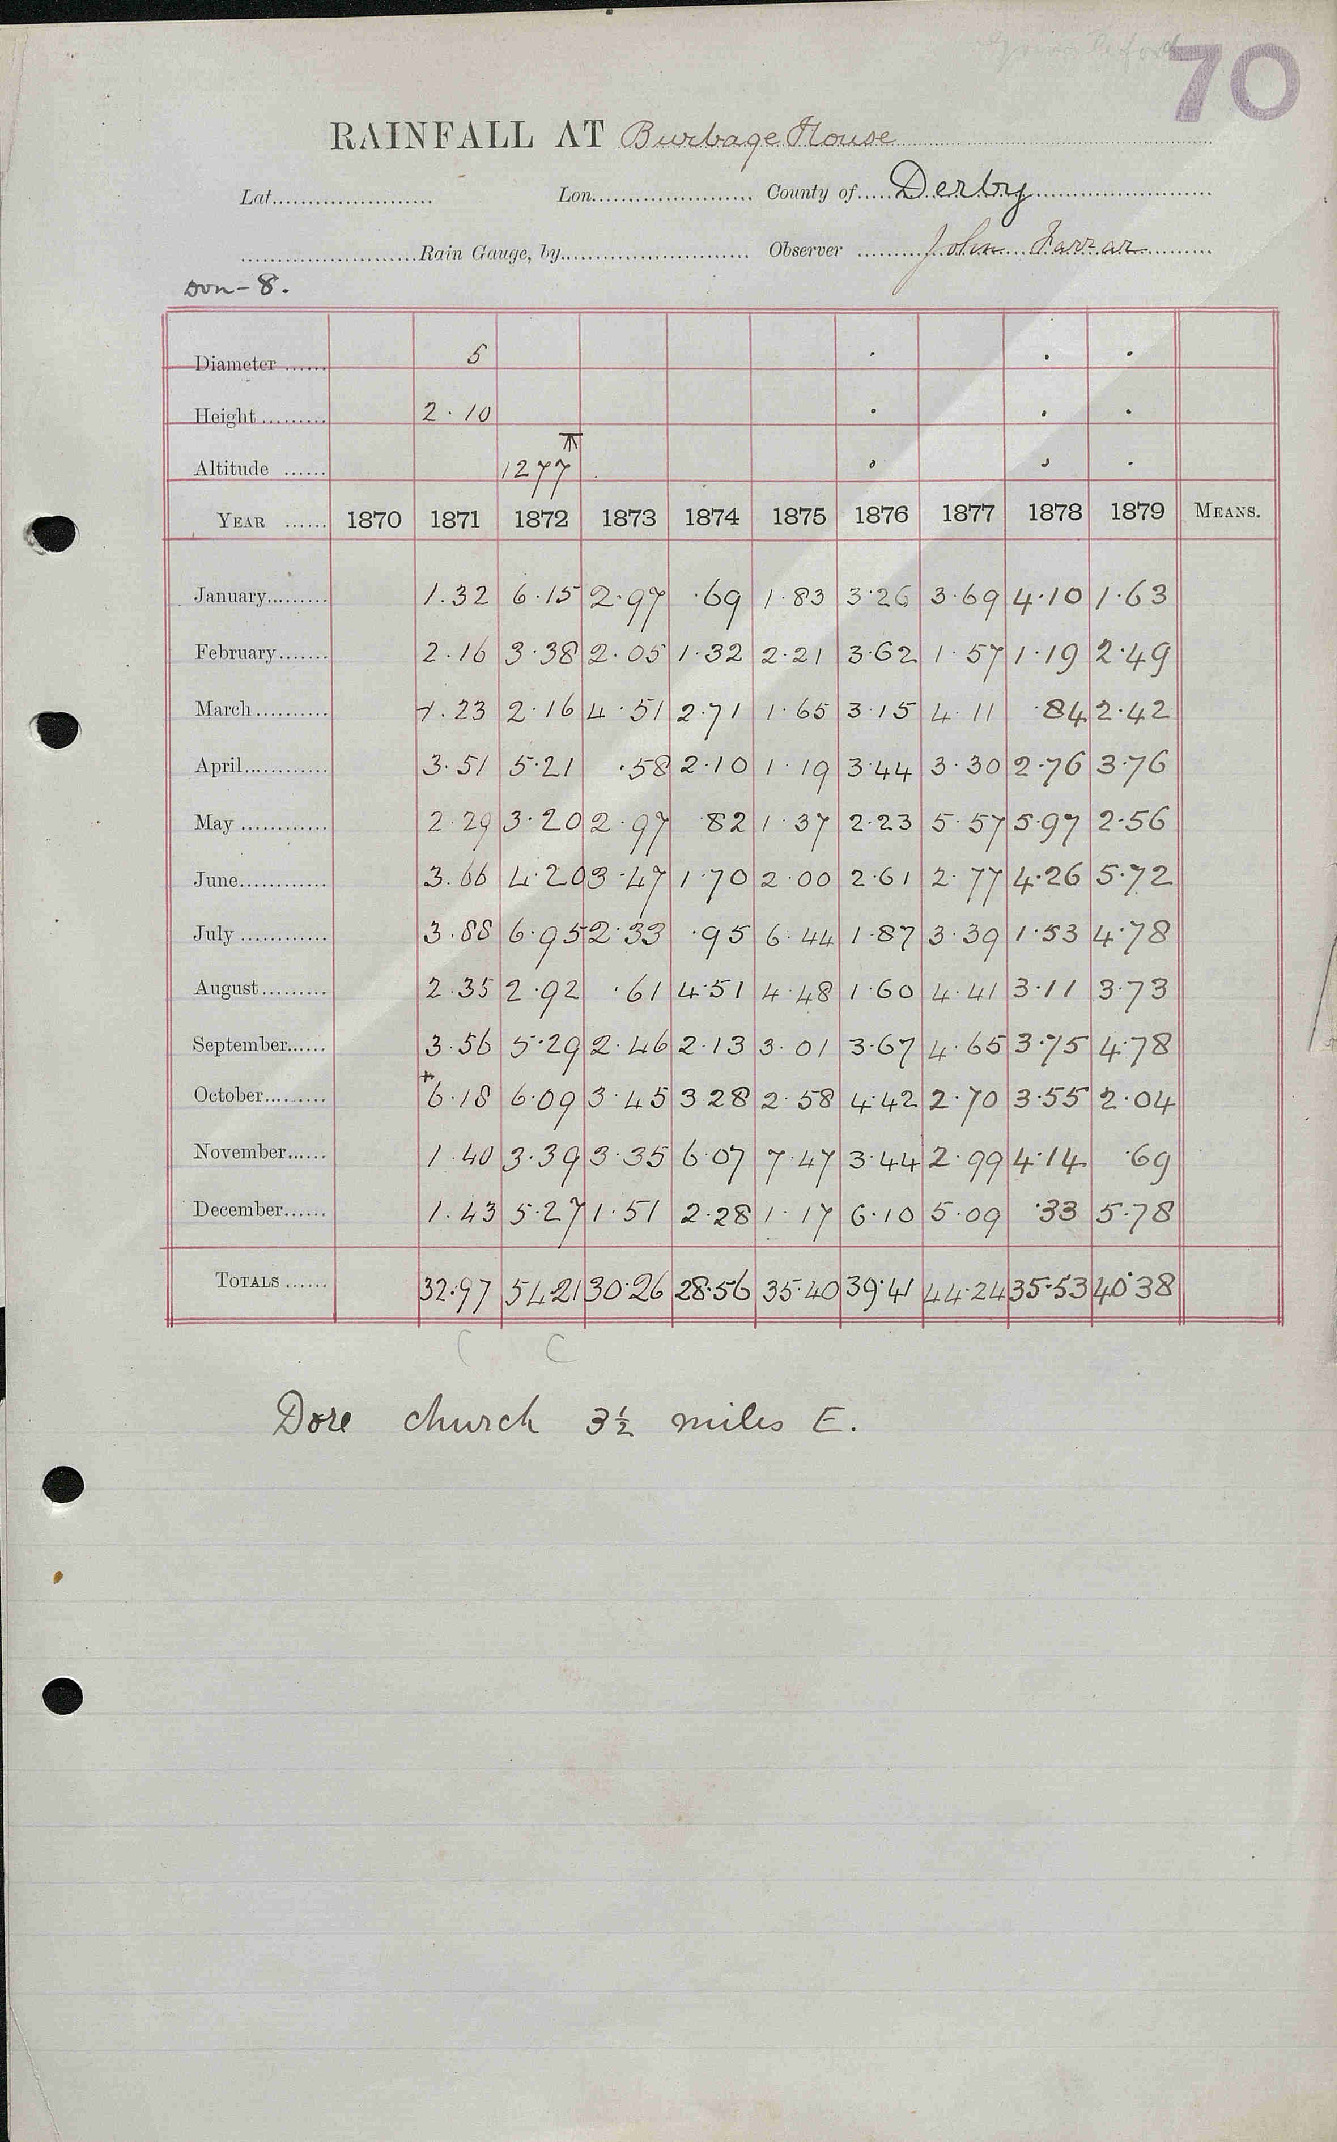 70
RAINFALL AT Burbage House
Lat...................... Lon...................... County of.....Derby
........................Rain Gauge, by.......................... Observer .......John Farrar
Don-8.
Diameter ...... 5 . . .
Height ......... 2.10 . . .
Altitude ...... 1277 . . .
YEAR ...... 1870 1871 1872 1873 1874 1875 1876 1877 1878 1879 MEANS.
January......... 1.32 6.15 2.97 .69 1.83 3.26 3.69 4.10 1.63
February....... 2.16 3.38 2.05 1.32 2.21 3.62 1.57 1.19 2.49
March.......... 1.23 2.16 4.51 2.71 1.65 3.15 4.11 .84 2.42
April............ 3.51 5.21 .58 2.10 1.19 3.44 3.30 2.76 3.76
May ............ 2.29 3.20 2.97 .82 1.37 2.23 5.57 5.97 2.56
June............ 3.66 4.20 3.47 1.70 2.00 2.61 2.77 4.26 5.72
July ............ 3.88 6.95 2.33 .95 6.44 1.87 3.39 1.53 4.78
August......... 2.35 2.92 .61 4.51 4.48 1.60 4.41 3.11 3.73
September...... 3.56 5.29 2.46 2.13 3.01 3.67 4.65 3.75 4.78
October......... 6.18 6.09 3.45 3.28 2.58 4.42 2.70 3.55 2.04
November...... 1.40 3.39 3.35 6.07 7.47 3.44 2.99 4.14 .69
December...... 1.43 5.27 1.51 2.28 1.17 6.10 5.09 .33 5.78
TOTALS ...... 32.97 54.21 30.26 28.56 35.40 39.41 44.24 35.53 40.38
C C
Dore church 3½ miles E.